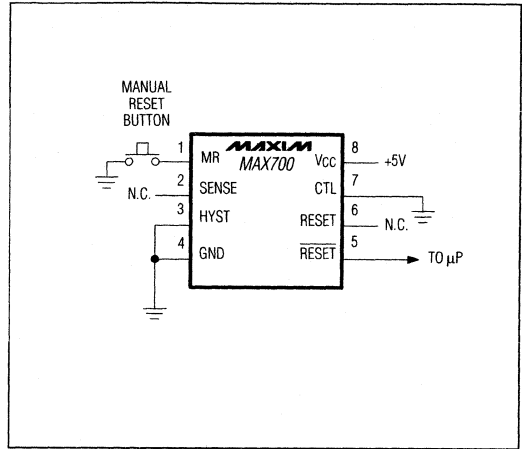 MANUAL
RESET
BUTTON
1
MR
MAXIM
MAX700
VCC
8
+5V
2
N.C.
SENSE
CTL
7
3
HYST
RESET
6
N.C.
4
GND
RESET
5
TO μP